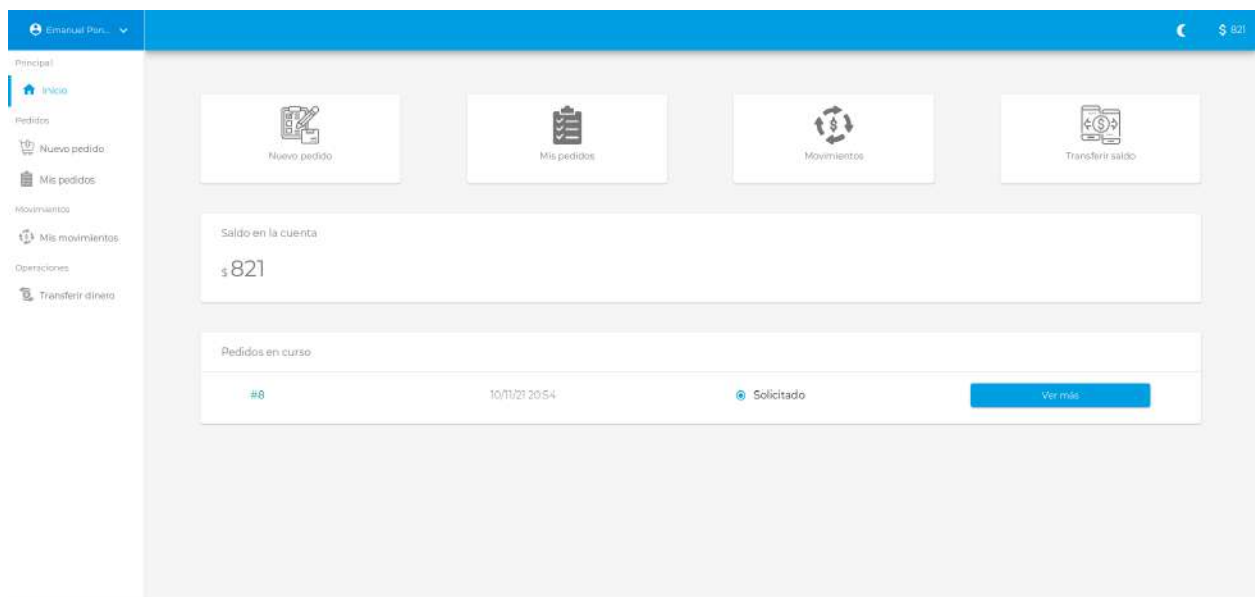 Emanuel Pon...
$ 821
Principal
Inicio
Pedidos
Nuevo pedido
Mis pedidos
Movimientos
Mis movimientos
Operaciones
Transferir dinero
Nuevo pedido
Mis pedidos
Movimientos
Transferir saldo
Saldo en la cuenta
$ 821
Pedidos en curso
#8 10/11/21 20:54 Solicitado Ver más